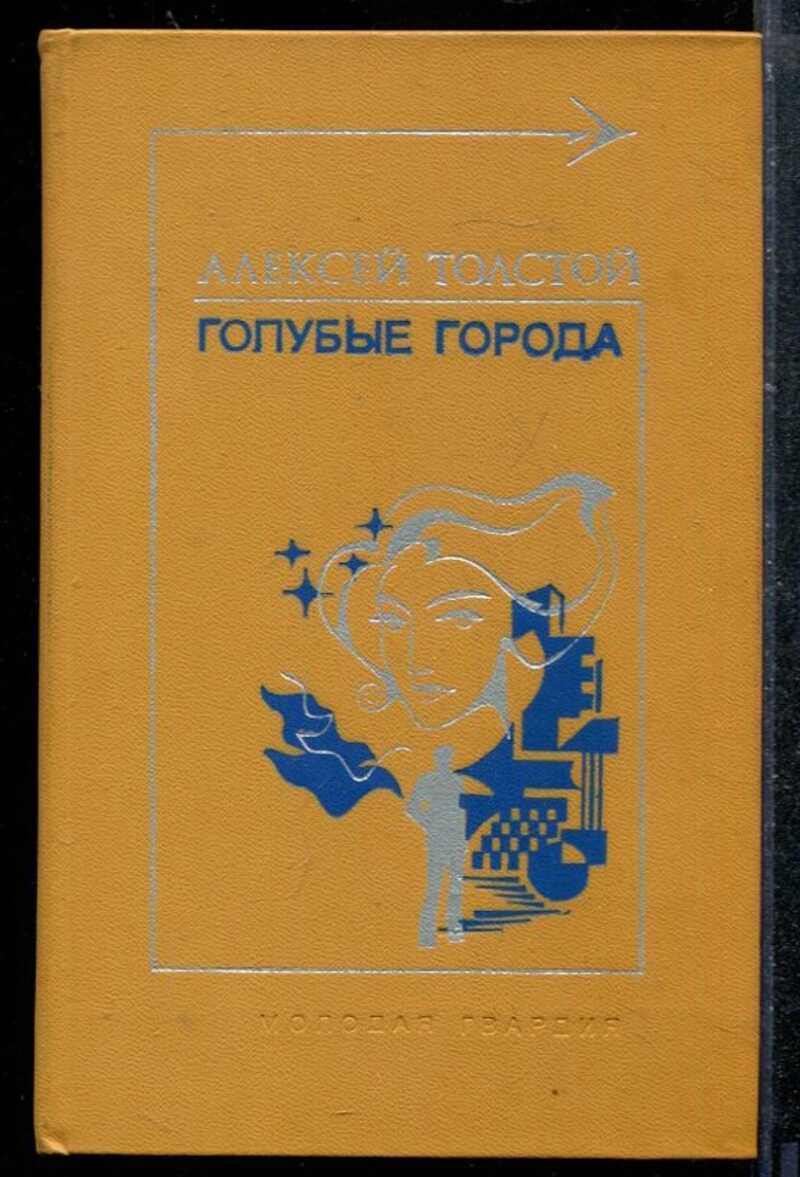 АЛЕКСЕЙ ТОЛСТОЙ
ГОЛУБЫЕ ГОРОДА
МОЛОДАЯ ГВАРДИЯ